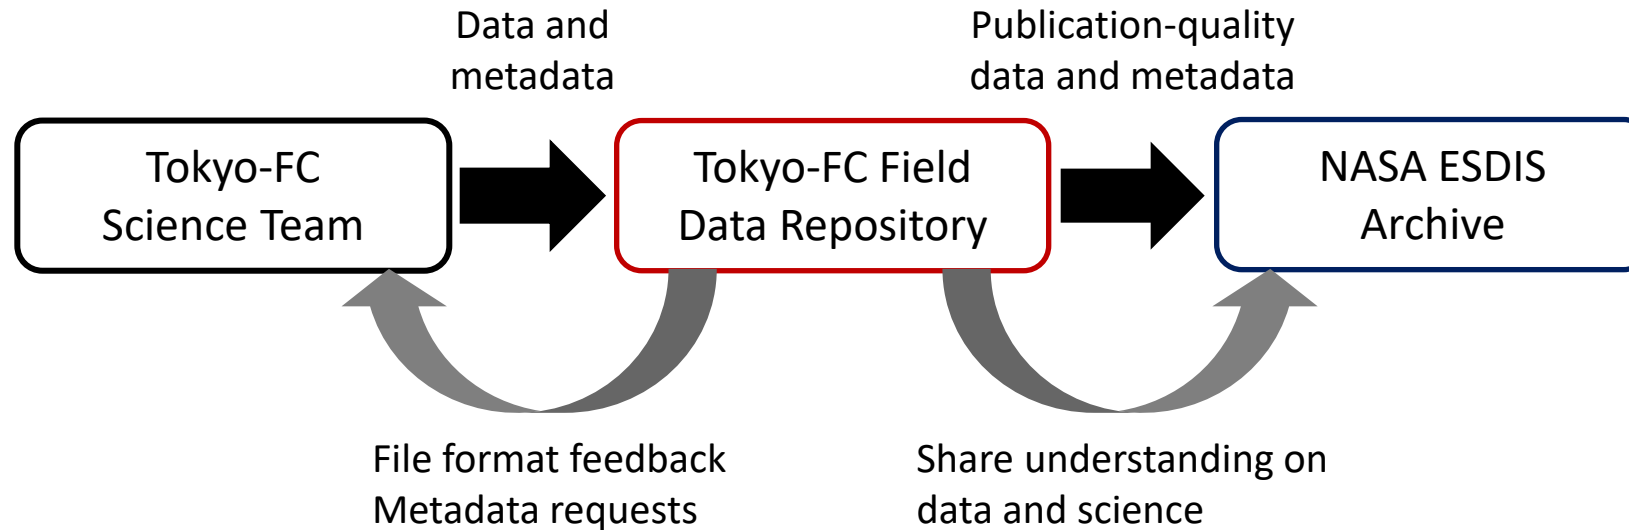 Data and
metadata
Publication-quality
data and metadata
Tokyo-FC
Science Team
Tokyo-FC Field
Data Repository
NASA ESDIS
Archive
File format feedback
Metadata requests
Share understanding on
data and science